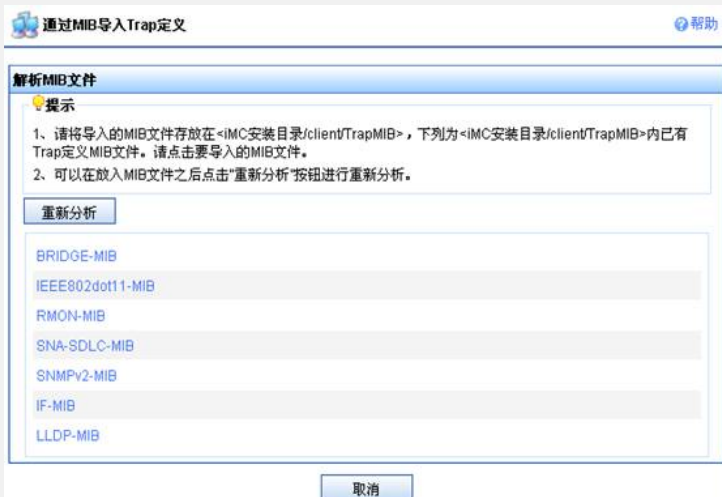 通过MIB导入Trap定义
帮助
解析MIB文件
提示
1、请将导入的MIB文件存放在<iMC安装目录/client/TrapMIB>，下列为<iMC安装目录/client/TrapMIB>内已有
Trap定义MIB文件。请点击要导入的MIB文件。
2、可以在放入MIB文件之后点击"重新分析"按钮进行重新分析。
重新分析
BRIDGE-MIB
IEEE802dot11-MIB
RMON-MIB
SNA-SDLC-MIB
SNMPv2-MIB
IF-MIB
LLDP-MIB
取消